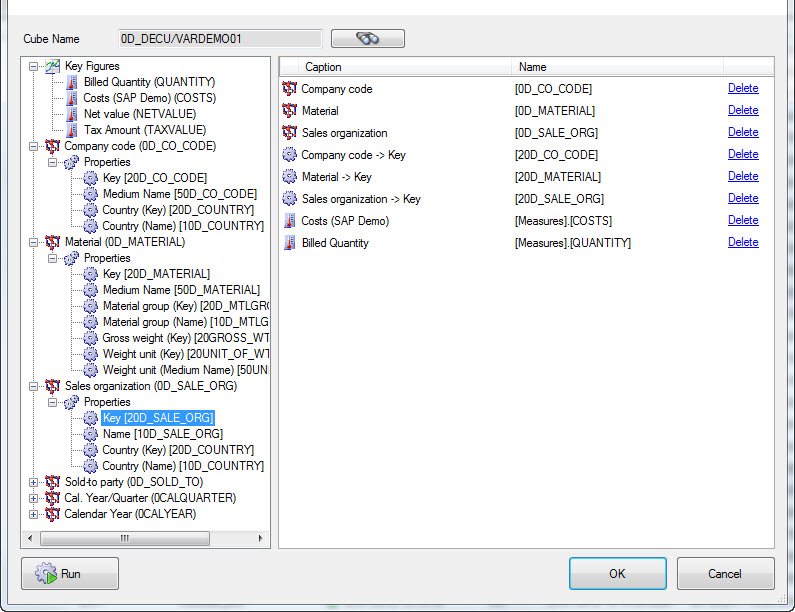 Cube Name 0D_DECU/VARDEMO01
Key Figures
Billed Quantity (QUANTITY)
Costs (SAP Demo) (COSTS)
Net value (NETVALUE)
Tax Amount (TAXVALUE)
Company code (0D_CO_CODE)
Properties
Key [20D_CO_CODE]
Medium Name [50D_CO_CODE]
Country (Key) [20D_COUNTRY]
Country (Name) [10D_COUNTRY]
Material (0D_MATERIAL)
Properties
Key [20D_MATERIAL]
Medium Name [50D_MATERIAL]
Material group (Key) [20D_MTLGR
Material group (Name) [10D_MTLG
Gross weight (Key) [20GROSS_WT
Weight unit (Key) [20UNIT_OF_WT
Weight unit (Medium Name) [50UN
Sales organization (0D_SALE_ORG)
Properties
Key [20D_SALE_ORG]
Name [10D_SALE_ORG]
Country (Key) [20D_COUNTRY]
Country (Name) [10D_COUNTRY]
Sold-to party (0D_SOLD_TO)
Cal. Year/Quarter (0CALQUARTER)
Calendar Year (0CALYEAR)
Caption Name
Company code [0D_CO_CODE] Delete
Material [0D_MATERIAL] Delete
Sales organization [0D_SALE_ORG] Delete
Company code -> Key [20D_CO_CODE] Delete
Material -> Key [20D_MATERIAL] Delete
Sales organization -> Key [20D_SALE_ORG] Delete
Costs (SAP Demo) [Measures].[COSTS] Delete
Billed Quantity [Measures].[QUANTITY] Delete
Run OK Cancel